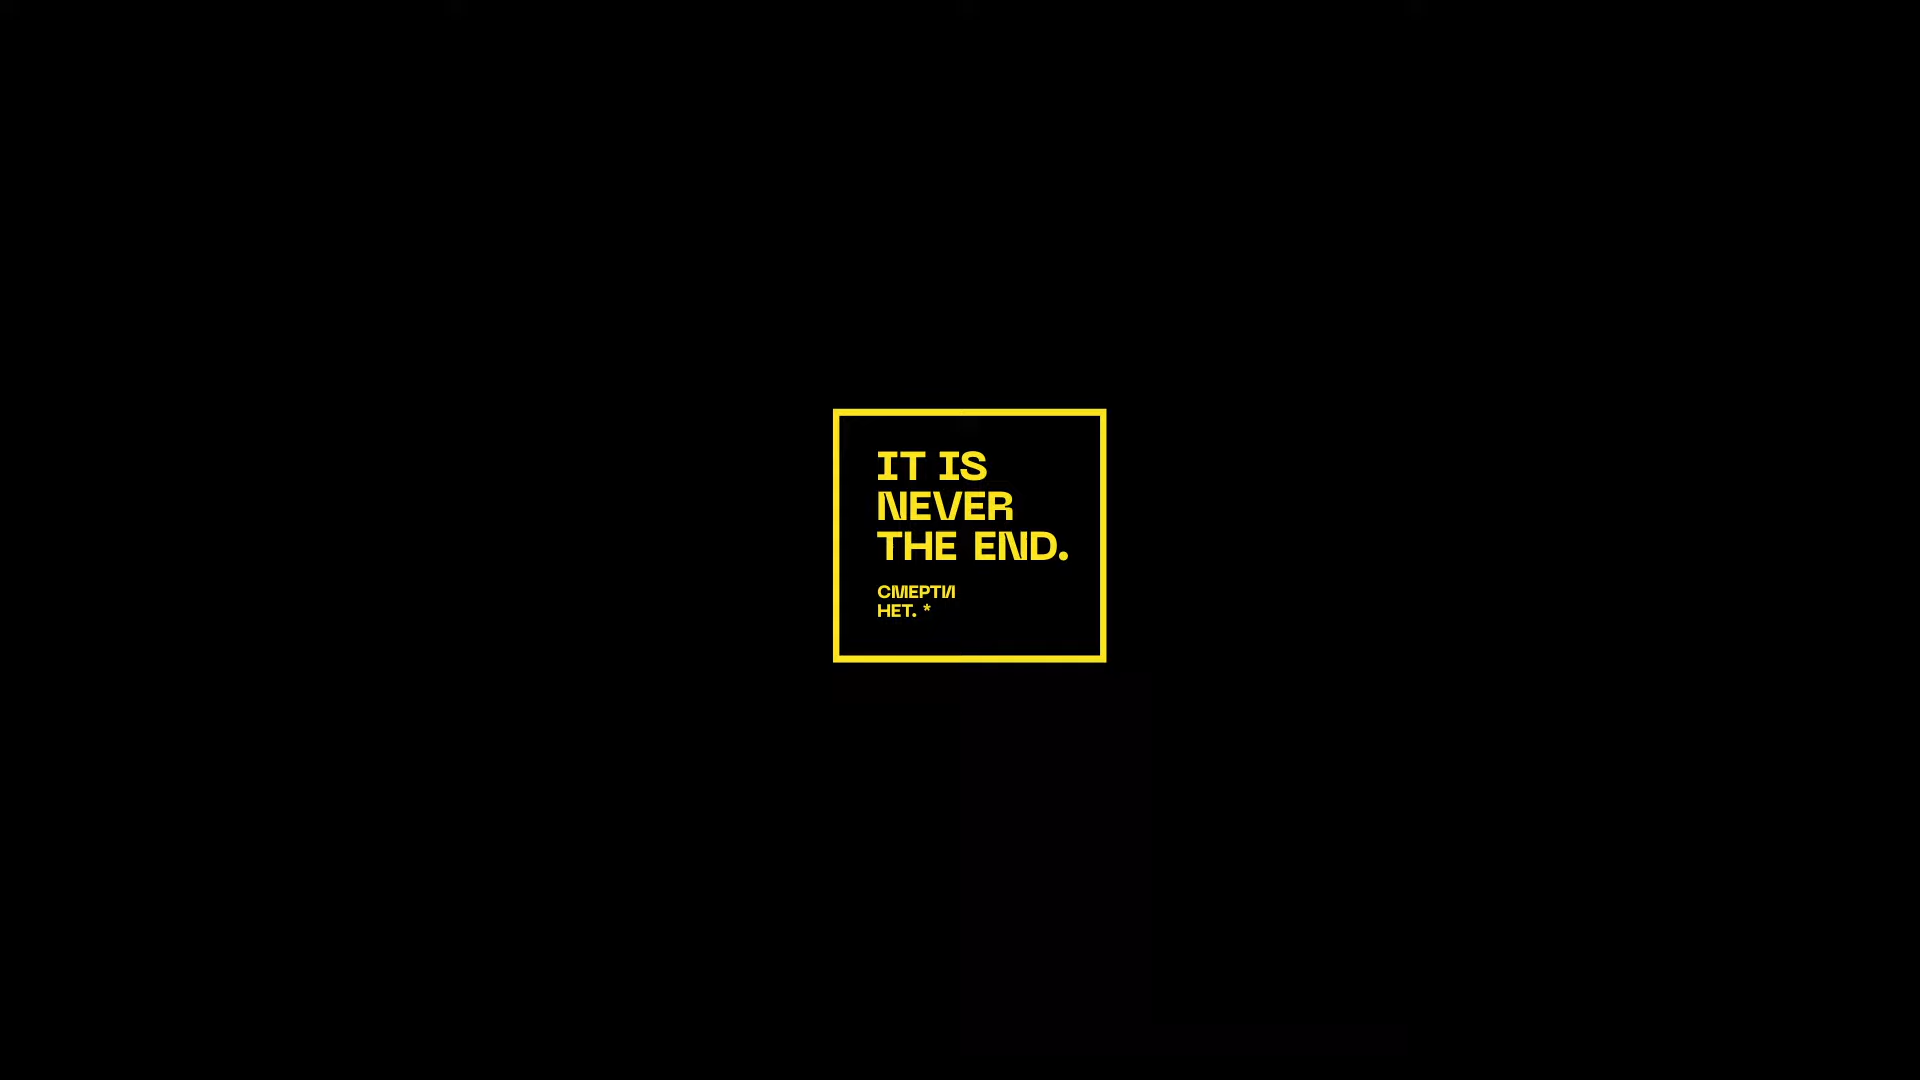 IT IS
NEVER
THE END.
СМЕРТИ
НЕТ. *